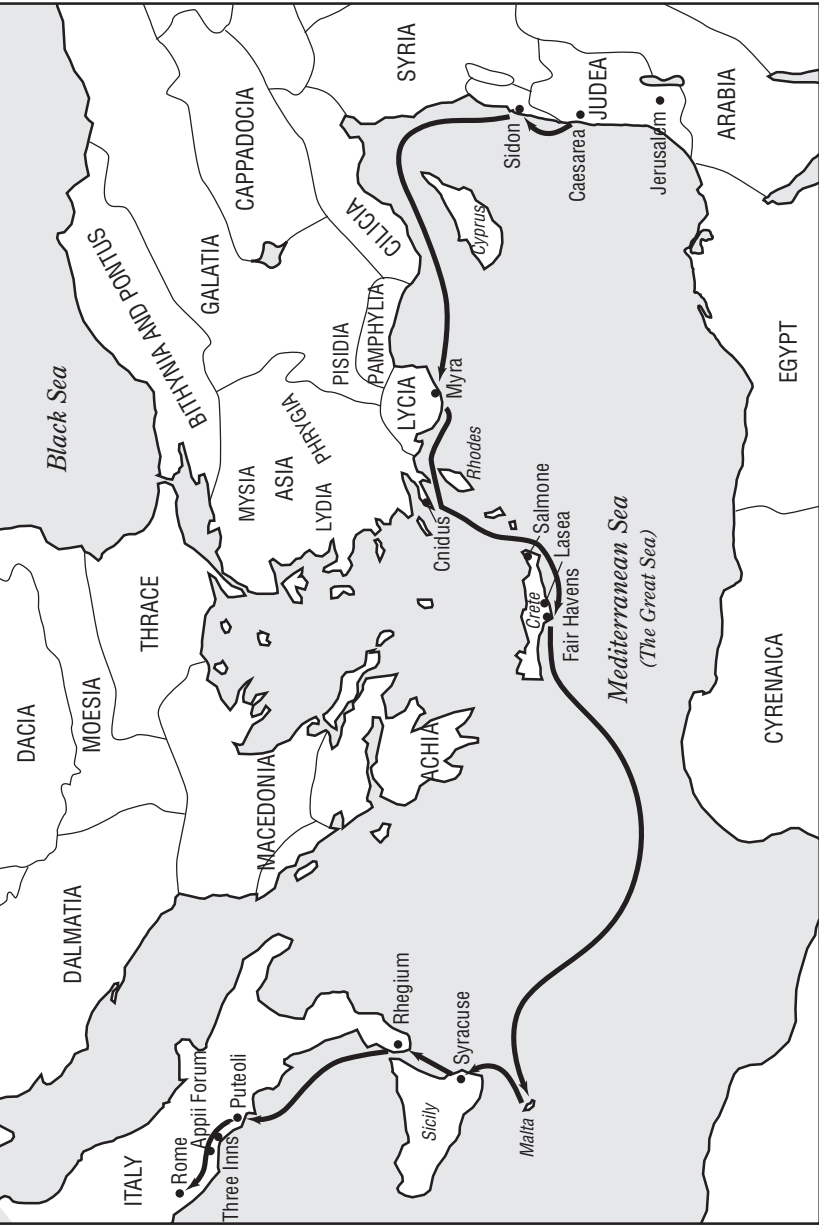 Black Sea
DACIA
MOESIA
THRACE
DALMATIA
MACEDONIA
ACHIA
BITHYNIA AND PONTUS
GALATIA
CAPPADOCIA
CILICIA
SYRIA
MYSIA
ASIA
LYDIA
PHRYGIA
PISIDIA
PAMPHYLIA
LYCIA
Myra
Rhodes
Cnidus
Cyprus
Sidon
Caesarea
JUDEA
Jerusalem
ARABIA
EGYPT
CYRENAICA
Salmone
Lasea
Crete
Fair Havens
Mediterranean Sea
(The Great Sea)
ITALY
Rome
Appii Forum
Three Inns
Puteoli
Rhegium
Syracuse
Sicily
Malta